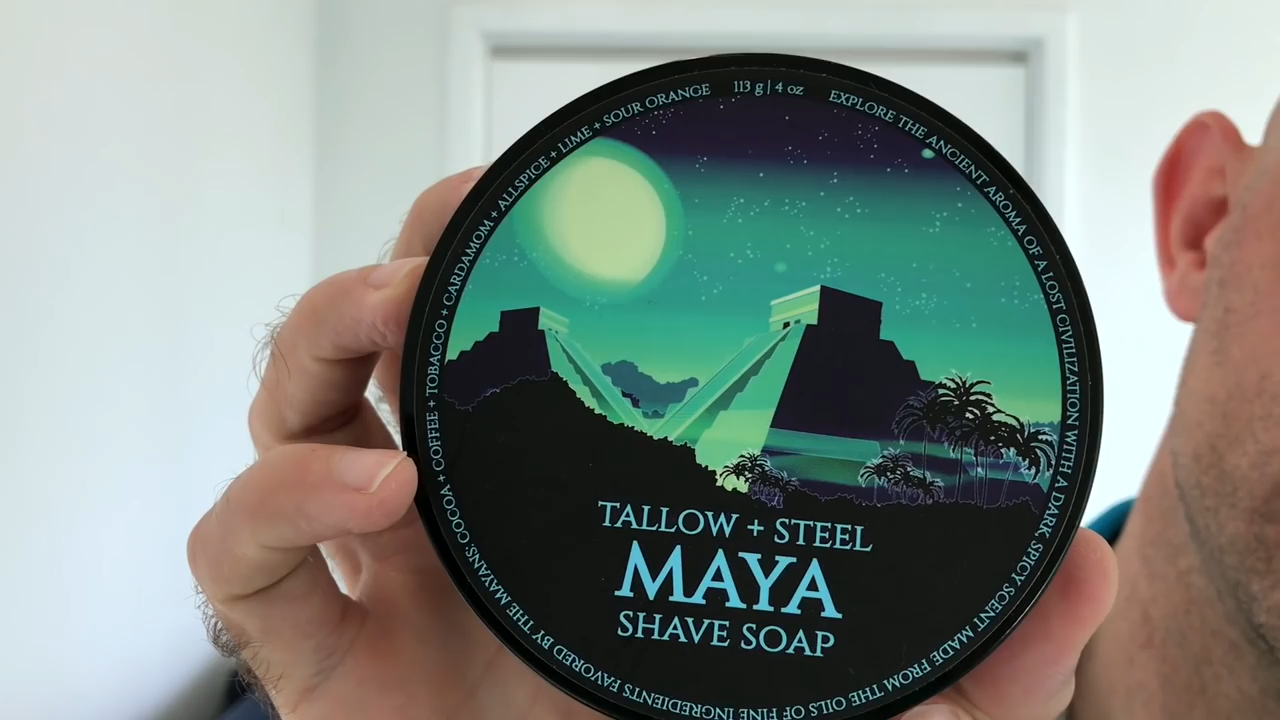 113 g | 4 oz
EXPLORE THE ANCIENT AROMA OF A LOST CIVILIZATION WITH A DARK SPICY SCENT MADE FROM THE OILS OF FINE INGREDIENTS FAVORED BY THE MAYANS: COCOA + COFFEE + TOBACCO + CARDAMOM + ALLSPICE + LIME + SOUR ORANGE
TALLOW + STEEL
MAYA
SHAVE SOAP